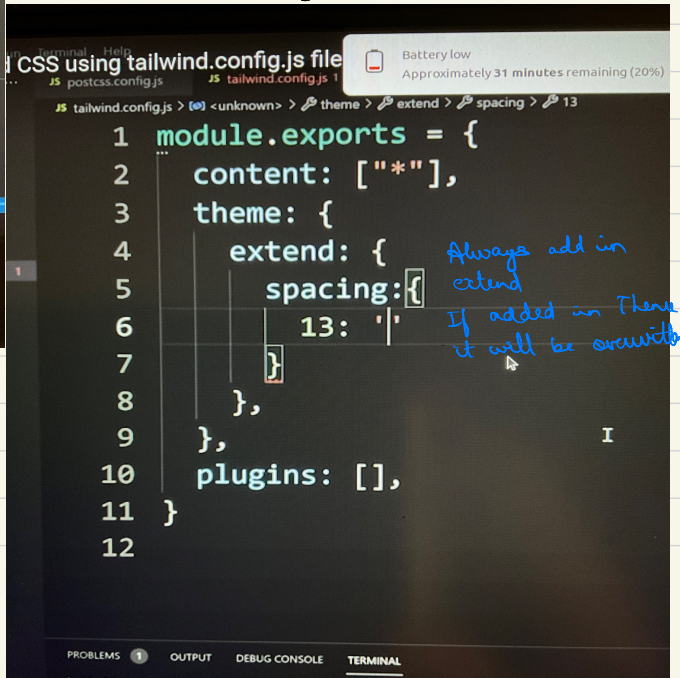 Terminal Help
CSS using tailwind.config.js file
Battery low
Approximately 31 minutes remaining (20%)
JS postcss.config.js
JS tailwind.config.js 1
JS tailwind.config.js > <unknown> > theme > extend > spacing > 13
1 module.exports = {
2 content: ["*"],
3 theme: {
4 extend: {
5 spacing:{
6 13: ''
7 }
8 },
9 },
10 plugins: [],
11 }
12
Always add in
extend
If added in
it will be
1
PROBLEMS 1 OUTPUT DEBUG CONSOLE TERMINAL